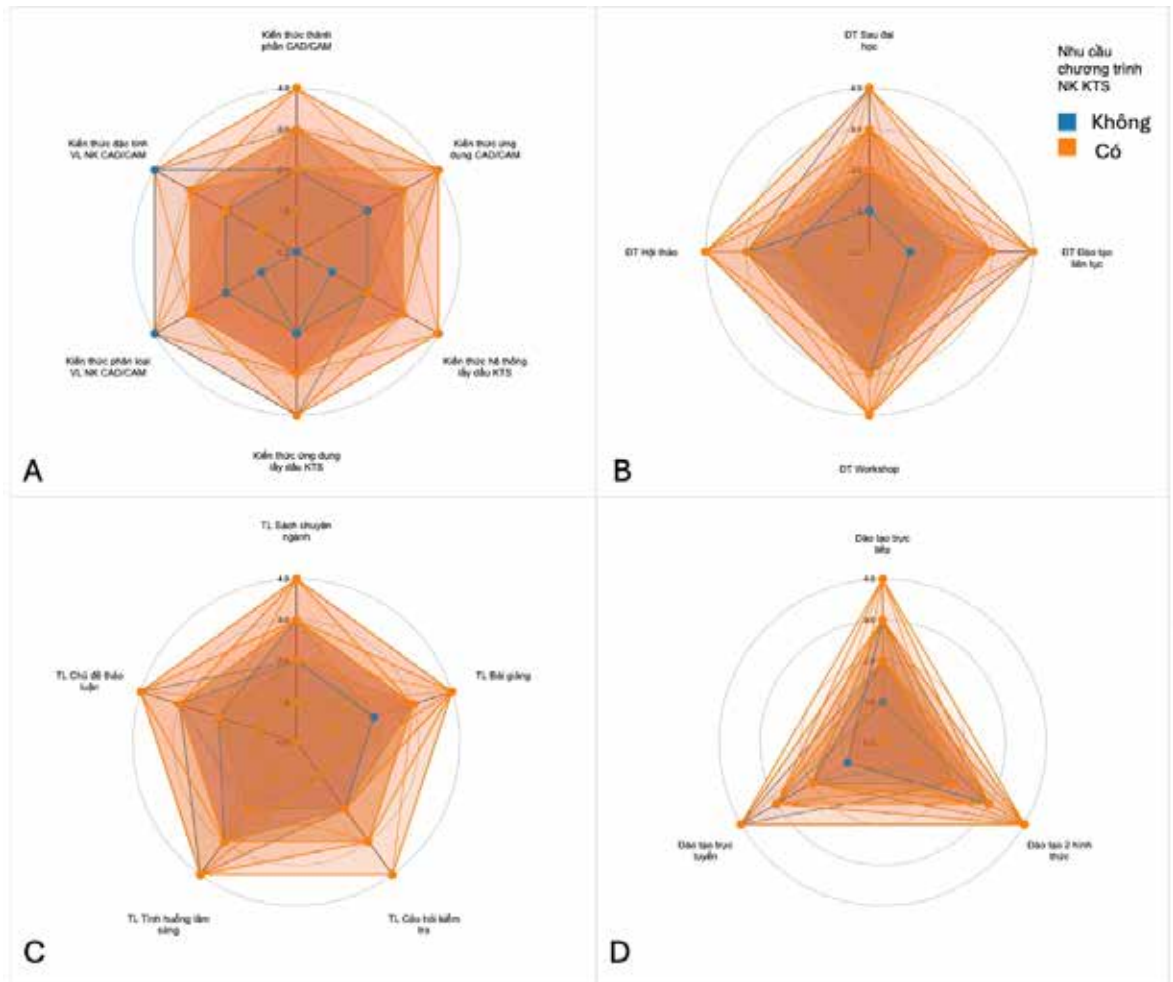 Kiến thức thành
phần CAD/CAM
Kiến thức đặc tính
VL NK CAD/CAM
Kiến thức ứng
dụng CAD/CAM
Kiến thức phân loại
VL NK CAD/CAM
Kiến thức hệ thống
lấy dấu KTS
Kiến thức ứng dụng
lấy dấu KTS
A
ĐT Sau đại
học
Nhu cầu
chương trình
NK KTS
Không
Có
4.0
ĐT Hội thảo
ĐT Đào tạo
liên tục
ĐT Workshop
B
TL Sách chuyên
ngành
4.0
TL Chủ đề thảo
luận
TL Bài giảng
TL Tình huống lâm
sàng
TL Câu hỏi kiểm
tra
C
Đào tạo trực
tiếp
4.0
Đào tạo trực
tuyến
Đào tạo 2 hình
thức
D